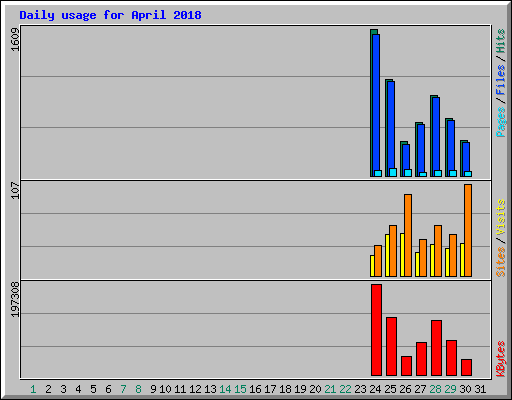 Daily usage for April 2018
1609
Pages/Files/Hits
107
Sites/Visits
197308
KBytes
1 2 3 4 5 6 7 8 9 10 11 12 13 14 15 16 17 18 19 20 21 22 23 24 25 26 27 28 29 30 31